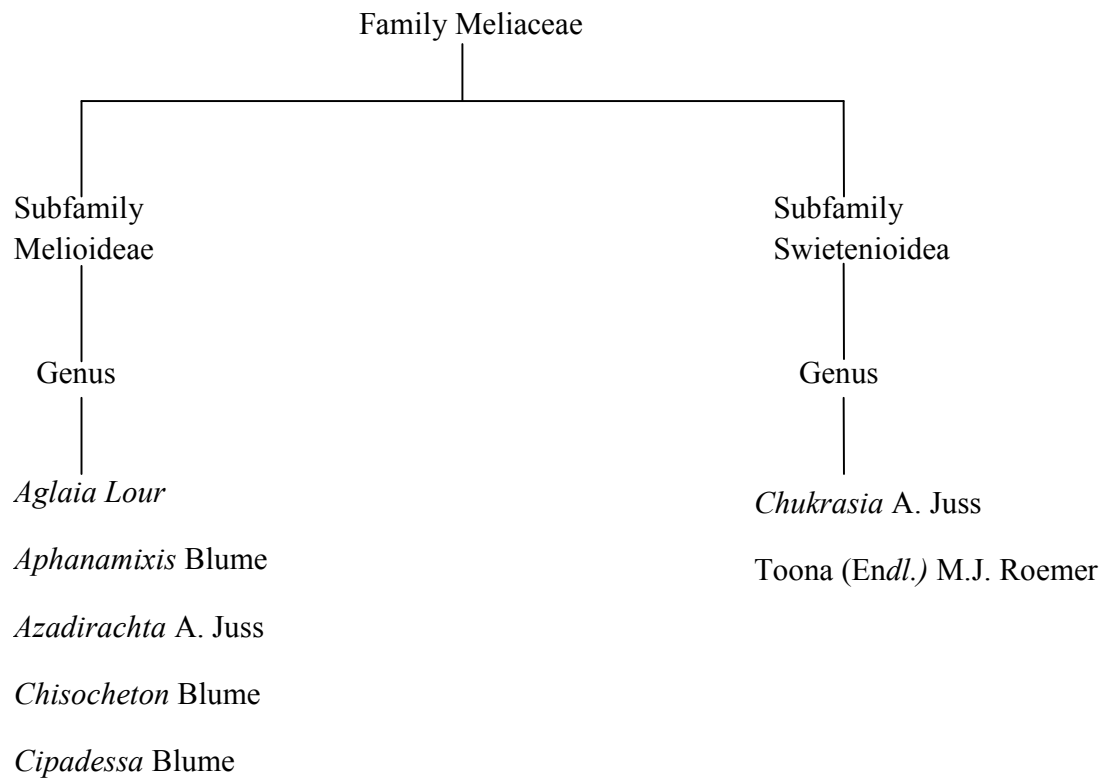 Family Meliaceae
Subfamily
Melioideae
Genus
Aglaia Lour
Aphanamixis Blume
Azadirachta A. Juss
Chisocheton Blume
Cipadessa Blume
Subfamily
Swietenioidea
Genus
Chukrasia A. Juss
Toona (Endl.) M.J. Roemer